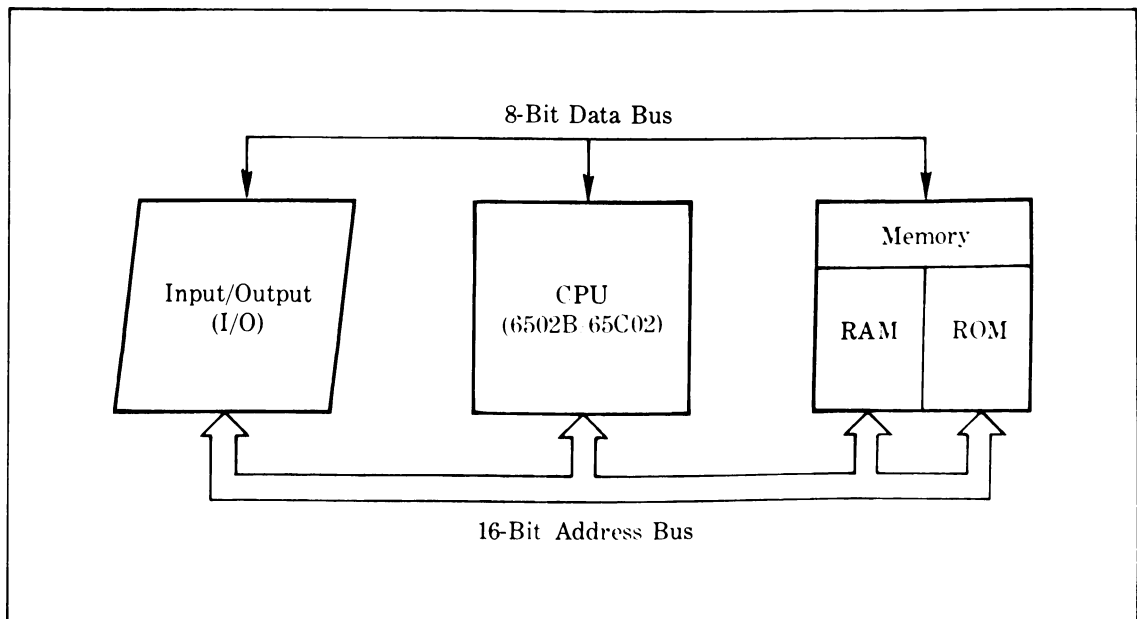 8-Bit Data Bus
Input/Output
(I/O)
CPU
(6502B-65C02)
Memory
RAM
ROM
16-Bit Address Bus